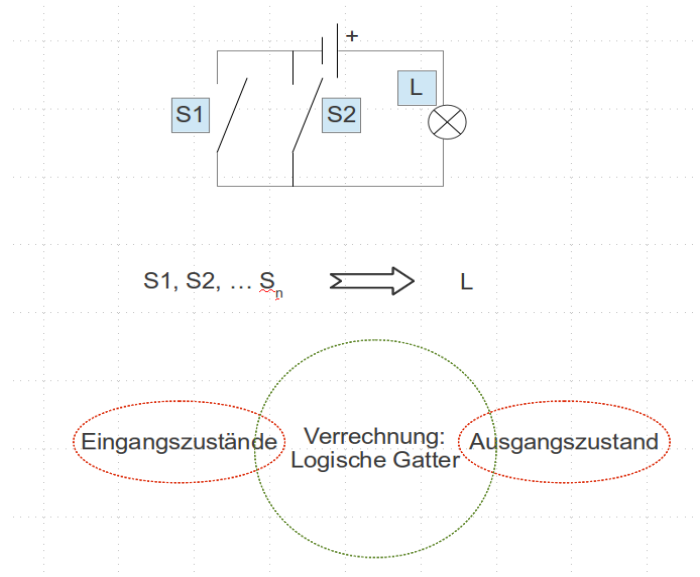 +
L
S1
S2
S1, S2, … Sn
L
Eingangszustände
Verrechnung:
Logische Gatter
Ausgangszustand